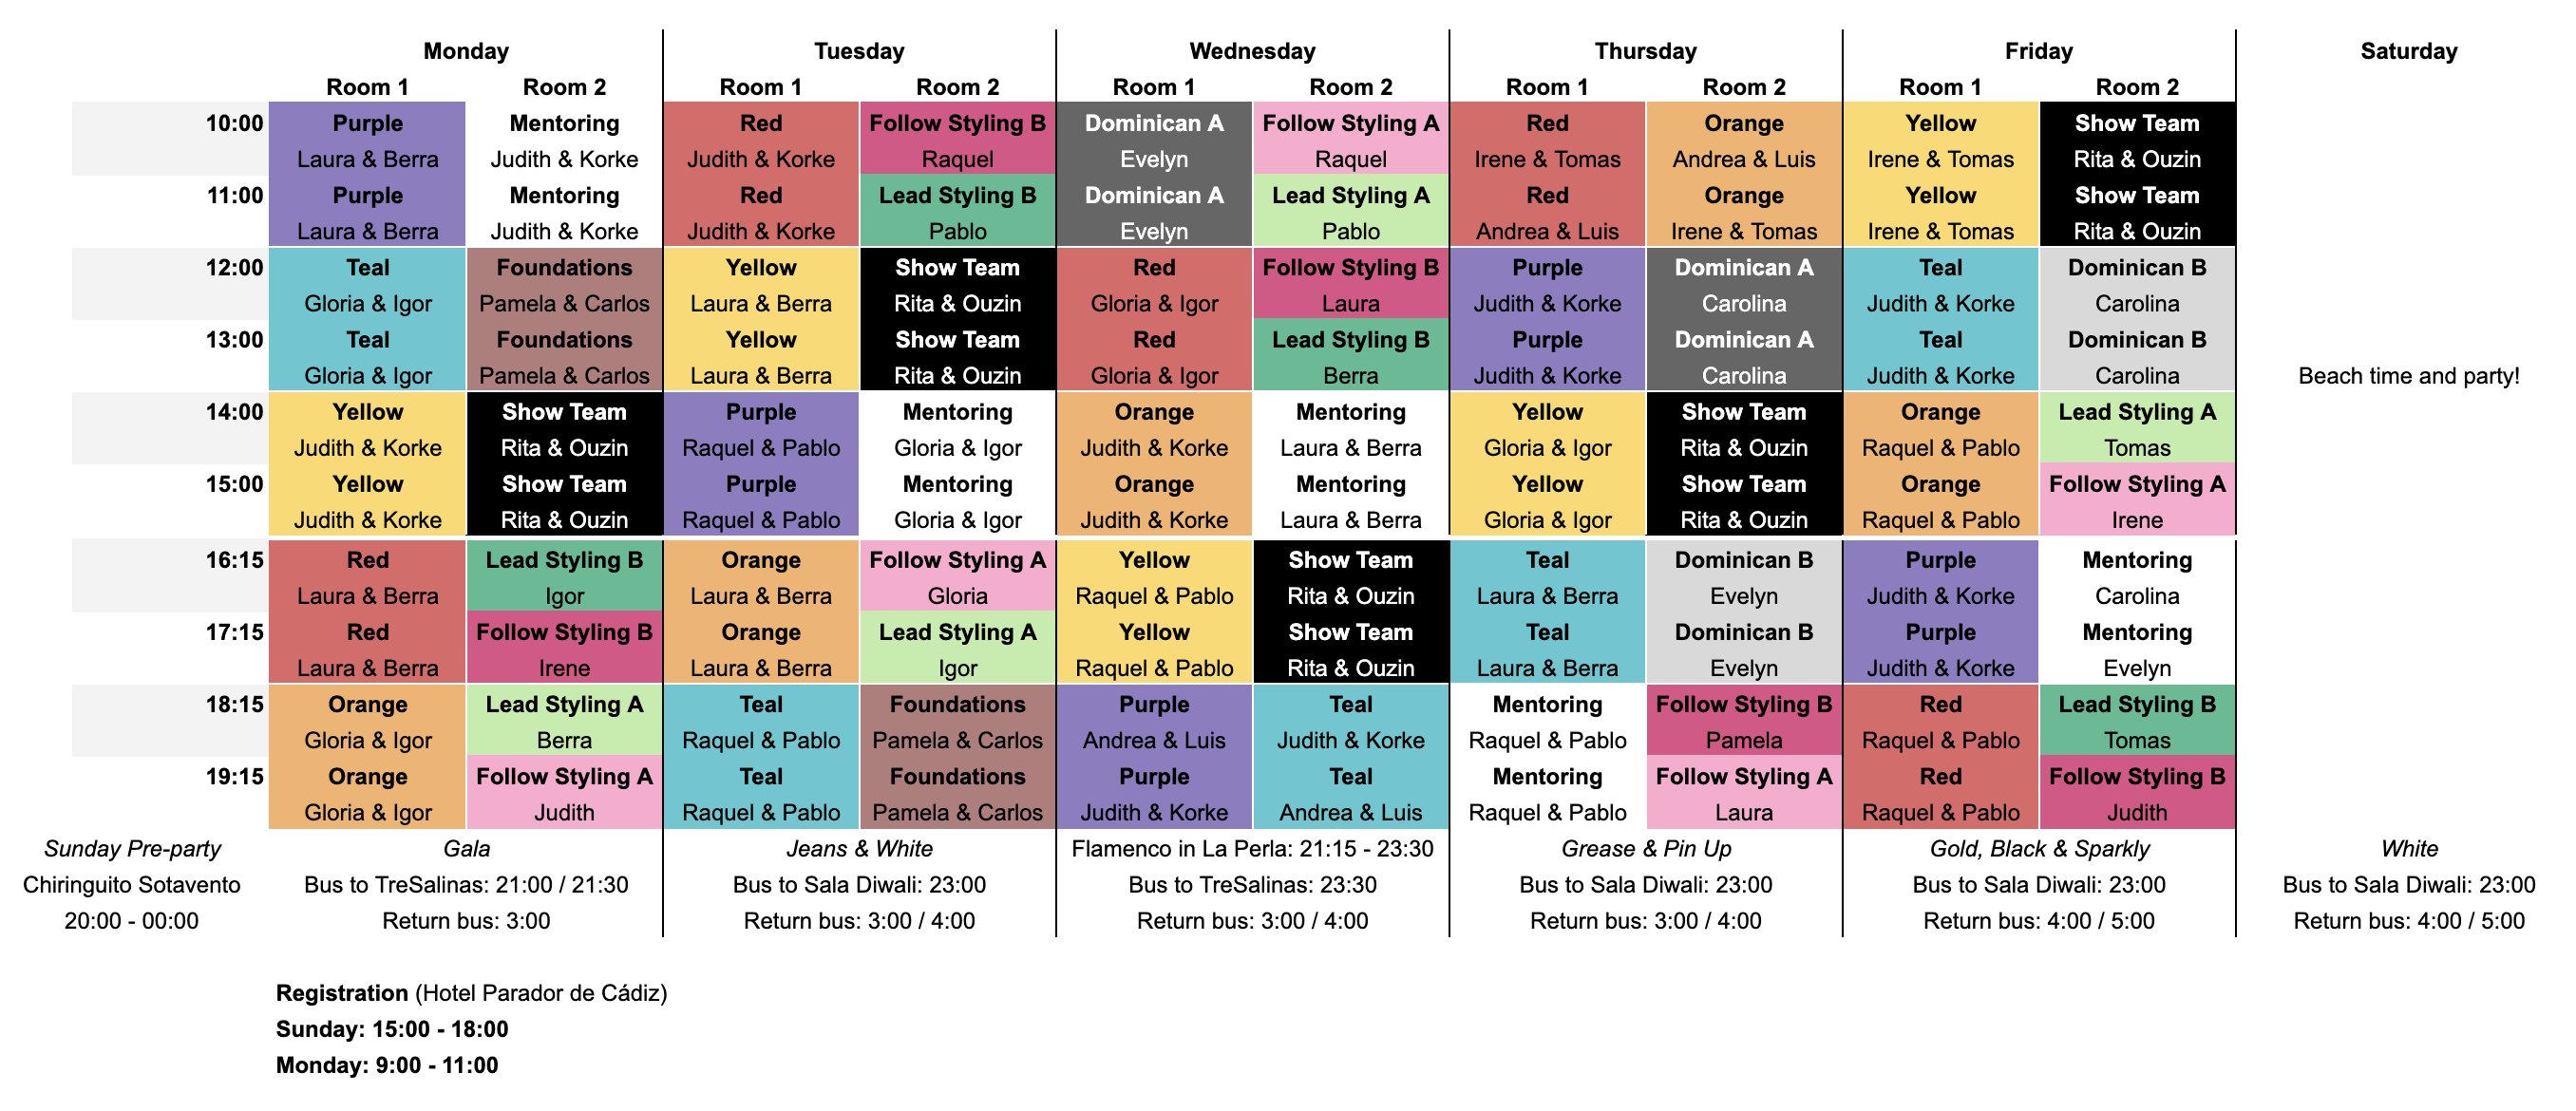 Monday Tuesday Wednesday Thursday Friday Saturday
Room 1 Room 2 Room 1 Room 2 Room 1 Room 2 Room 1 Room 2 Room 1 Room 2
10:00 Purple Mentoring Red Follow Styling B Dominican A Follow Styling A Red Orange Yellow Show Team
Laura & Berra Judith & Korke Judith & Korke Raquel Evelyn Raquel Irene & Tomas Andrea & Luis Irene & Tomas Rita & Ouzin
11:00 Purple Mentoring Red Lead Styling B Dominican A Lead Styling A Red Orange Yellow Show Team
Laura & Berra Judith & Korke Judith & Korke Pablo Evelyn Pablo Andrea & Luis Irene & Tomas Irene & Tomas Rita & Ouzin
12:00 Teal Foundations Yellow Show Team Red Follow Styling B Purple Dominican A Teal Dominican B
Gloria & Igor Pamela & Carlos Laura & Berra Rita & Ouzin Gloria & Igor Laura Judith & Korke Carolina Judith & Korke Carolina
13:00 Teal Foundations Yellow Show Team Red Lead Styling B Purple Dominican A Teal Dominican B
Gloria & Igor Pamela & Carlos Laura & Berra Rita & Ouzin Gloria & Igor Berra Judith & Korke Carolina Judith & Korke Carolina Beach time and party!
14:00 Yellow Show Team Purple Mentoring Orange Mentoring Yellow Show Team Orange Lead Styling A
Judith & Korke Rita & Ouzin Raquel & Pablo Gloria & Igor Judith & Korke Laura & Berra Gloria & Igor Rita & Ouzin Raquel & Pablo Tomas
15:00 Yellow Show Team Purple Mentoring Orange Mentoring Yellow Show Team Orange Follow Styling A
Judith & Korke Rita & Ouzin Raquel & Pablo Gloria & Igor Judith & Korke Laura & Berra Gloria & Igor Rita & Ouzin Raquel & Pablo Irene
16:15 Red Lead Styling B Orange Follow Styling A Yellow Show Team Teal Dominican B Purple Mentoring
Laura & Berra Igor Laura & Berra Gloria Raquel & Pablo Rita & Ouzin Laura & Berra Evelyn Judith & Korke Carolina
17:15 Red Follow Styling B Orange Lead Styling A Yellow Show Team Teal Dominican B Purple Mentoring
Laura & Berra Irene Laura & Berra Igor Raquel & Pablo Rita & Ouzin Laura & Berra Evelyn Judith & Korke Evelyn
18:15 Orange Lead Styling A Teal Foundations Purple Teal Mentoring Follow Styling B Red Lead Styling B
Gloria & Igor Berra Raquel & Pablo Pamela & Carlos Andrea & Luis Judith & Korke Raquel & Pablo Pamela Raquel & Pablo Tomas
19:15 Orange Follow Styling A Teal Foundations Purple Teal Mentoring Follow Styling A Red Follow Styling B
Gloria & Igor Judith Raquel & Pablo Pamela & Carlos Judith & Korke Andrea & Luis Raquel & Pablo Laura Raquel & Pablo Judith
Sunday Pre-party Gala Jeans & White Flamenco in La Perla: 21:15 - 23:30 Grease & Pin Up Gold, Black & Sparkly White
Chiringuito Sotavento Bus to TreSalinas: 21:00 / 21:30 Bus to Sala Diwali: 23:00 Bus to TreSalinas: 23:30 Bus to Sala Diwali: 23:00 Bus to Sala Diwali: 23:00 Bus to Sala Diwali: 23:00
20:00 - 00:00 Return bus: 3:00 Return bus: 3:00 / 4:00 Return bus: 3:00 / 4:00 Return bus: 3:00 / 4:00 Return bus: 4:00 / 5:00 Return bus: 4:00 / 5:00
Registration (Hotel Parador de Cádiz)
Sunday: 15:00 - 18:00
Monday: 9:00 - 11:00